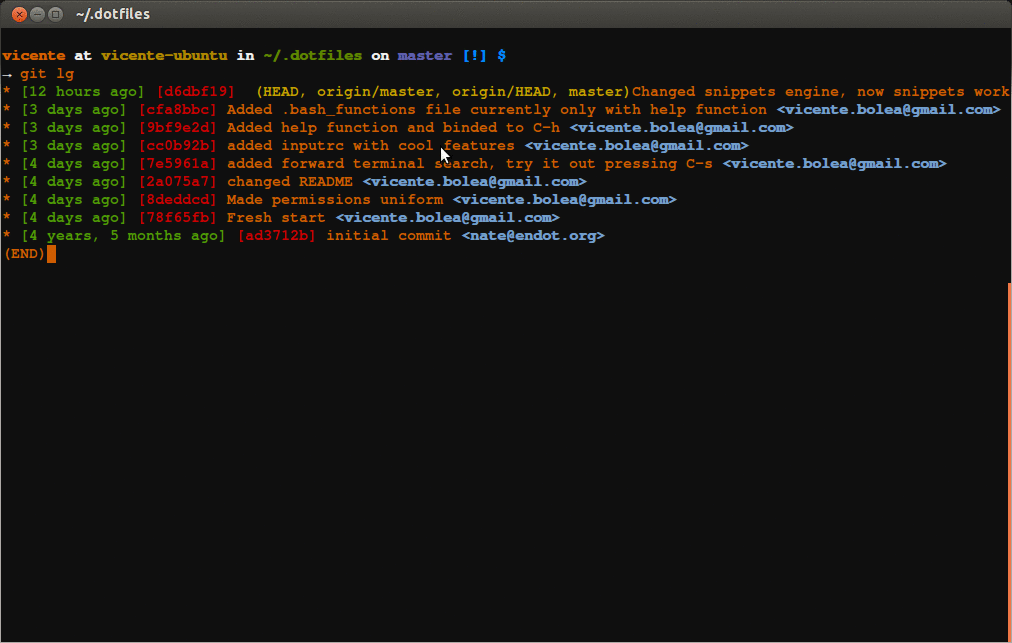 ~/.dotfiles
vicente at vicente-ubuntu in ~/.dotfiles on master [!] $
→ git lg
* [12 hours ago] [d6dbf19]  (HEAD, origin/master, origin/HEAD, master)Changed snippets engine, now snippets work
* [3 days ago] [cfa8bbc] Added .bash_functions file currently only with help function <vicente.bolea@gmail.com>
* [3 days ago] [9bf9e2d] Added help function and binded to C-h <vicente.bolea@gmail.com>
* [3 days ago] [cc0b92b] added inputrc with cool features <vicente.bolea@gmail.com>
* [4 days ago] [7e5961a] added forward terminal search, try it out pressing C-s <vicente.bolea@gmail.com>
* [4 days ago] [2a075a7] changed README <vicente.bolea@gmail.com>
* [4 days ago] [8deddcd] Made permissions uniform <vicente.bolea@gmail.com>
* [4 days ago] [78f65fb] Fresh start <vicente.bolea@gmail.com>
* [4 years, 5 months ago] [ad3712b] initial commit <nate@endot.org>
(END)